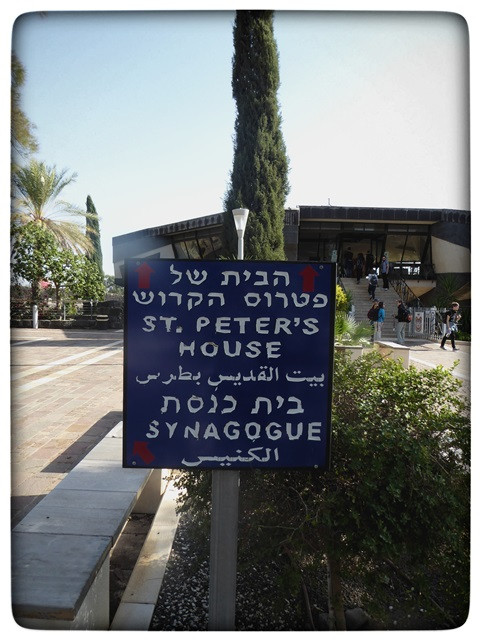 הבית של
פטרוס הקדוש
ST. PETER'S
HOUSE
بيت القديس بطرس
בית כנסת
SYNAGOGUE
الكنيس